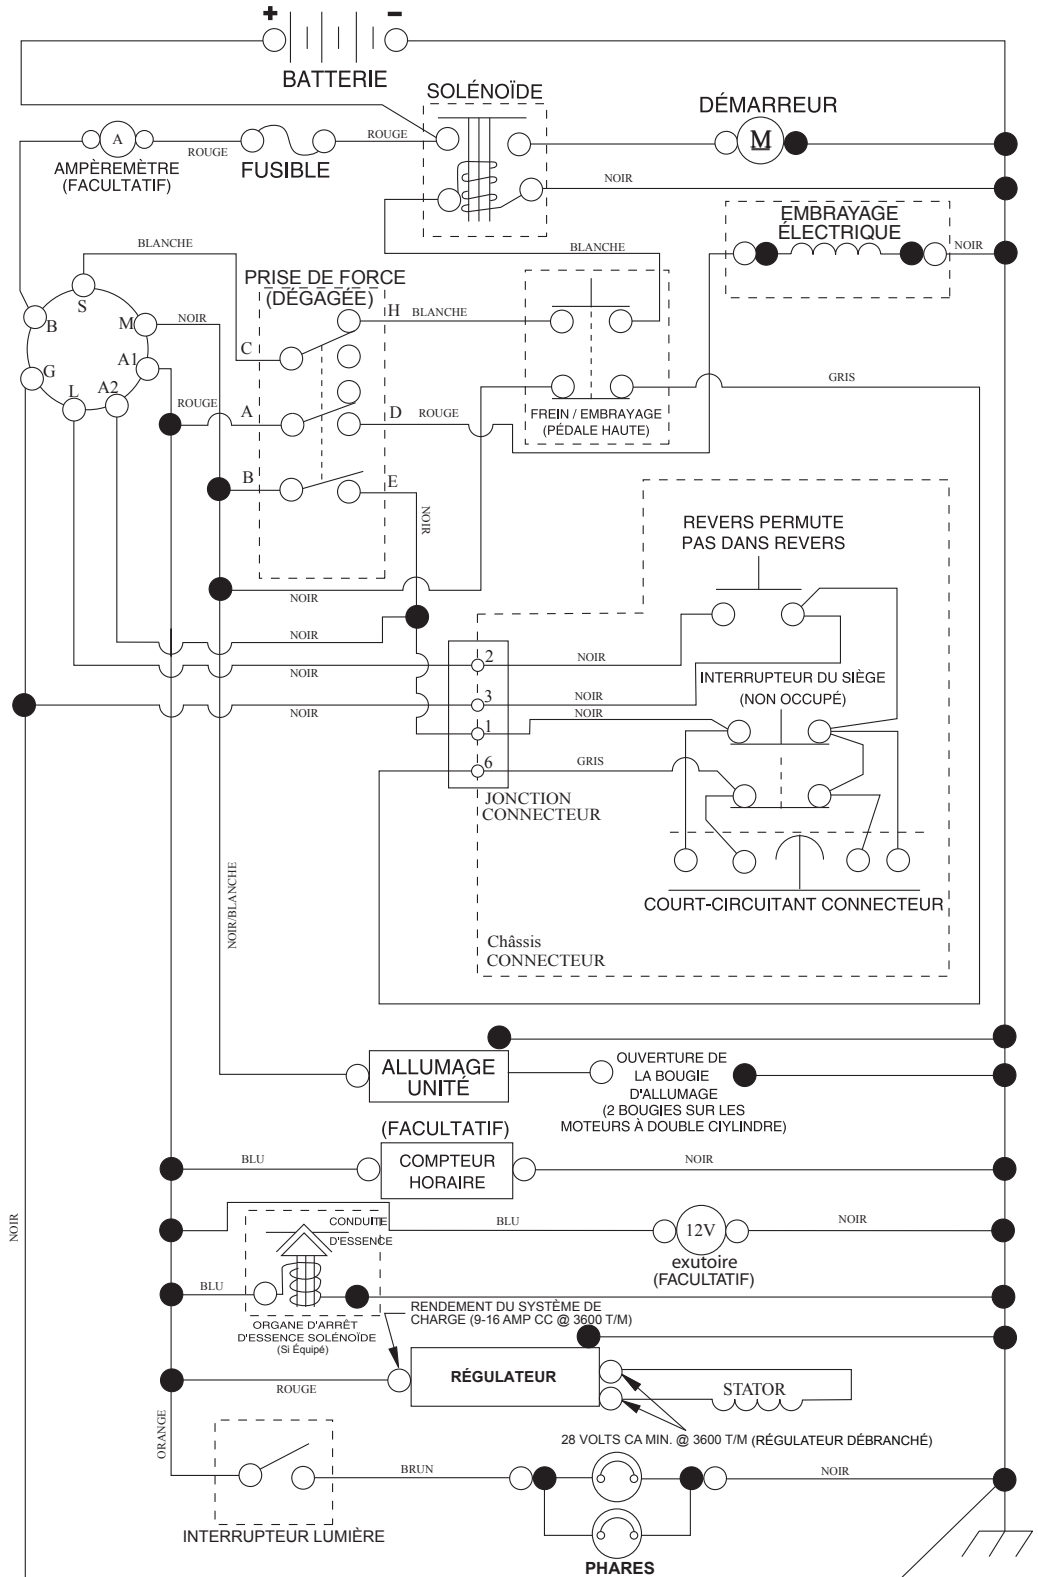 + −
BATTERIE
SOLÉNOÏDE
DÉMARREUR
A
ROUGE
ROUGE
M
AMPÈREMÈTRE
(FACULTATIF)
FUSIBLE
NOIR
EMBRAYAGE
ÉLECTRIQUE
BLANCHE
BLANCHE
NOIR
PRISE DE FORCE
(DÉGAGÉE)
S
B
M
NOIR
H
BLANCHE
C
G
A1
L
A2
ROUGE
A
D
ROUGE
GRIS
FREIN / EMBRAYAGE
(PÉDALE HAUTE)
B
E
NOIR
REVERS PERMUTE
PAS DANS REVERS
NOIR
NOIR
NOIR
2
NOIR
INTERRUPTEUR DU SIÈGE
(NON OCCUPÉ)
3
NOIR
NOIR
NOIR
1
6
GRIS
JONCTION
CONNECTEUR
COURT-CIRCUITANT CONNECTEUR
NOIR/BLANCHE
Châssis
CONNECTEUR
ALLUMAGE
UNITÉ
OUVERTURE DE
LA BOUGIE
D'ALLUMAGE
(2 BOUGIES SUR LES
MOTEURS À DOUBLE CIYLINDRE)
(FACULTATIF)
BLU
COMPTEUR
HORAIRE
NOIR
NOIR
CONDUITE
D'ESSENCE
BLU
12V
NOIR
exutoire
(FACULTATIF)
BLU
ORGANE D'ARRÊT
D'ESSENCE SOLÉNOÏDE
(Si Équipé)
RENDEMENT DU SYSTÈME DE
CHARGE (9-16 AMP CC @ 3600 T/M)
RÉGULATEUR
ROUGE
STATOR
28 VOLTS CA MIN. @ 3600 T/M (RÉGULATEUR DÉBRANCHÉ)
ORANGE
BRUN
NOIR
INTERRUPTEUR LUMIÈRE
PHARES